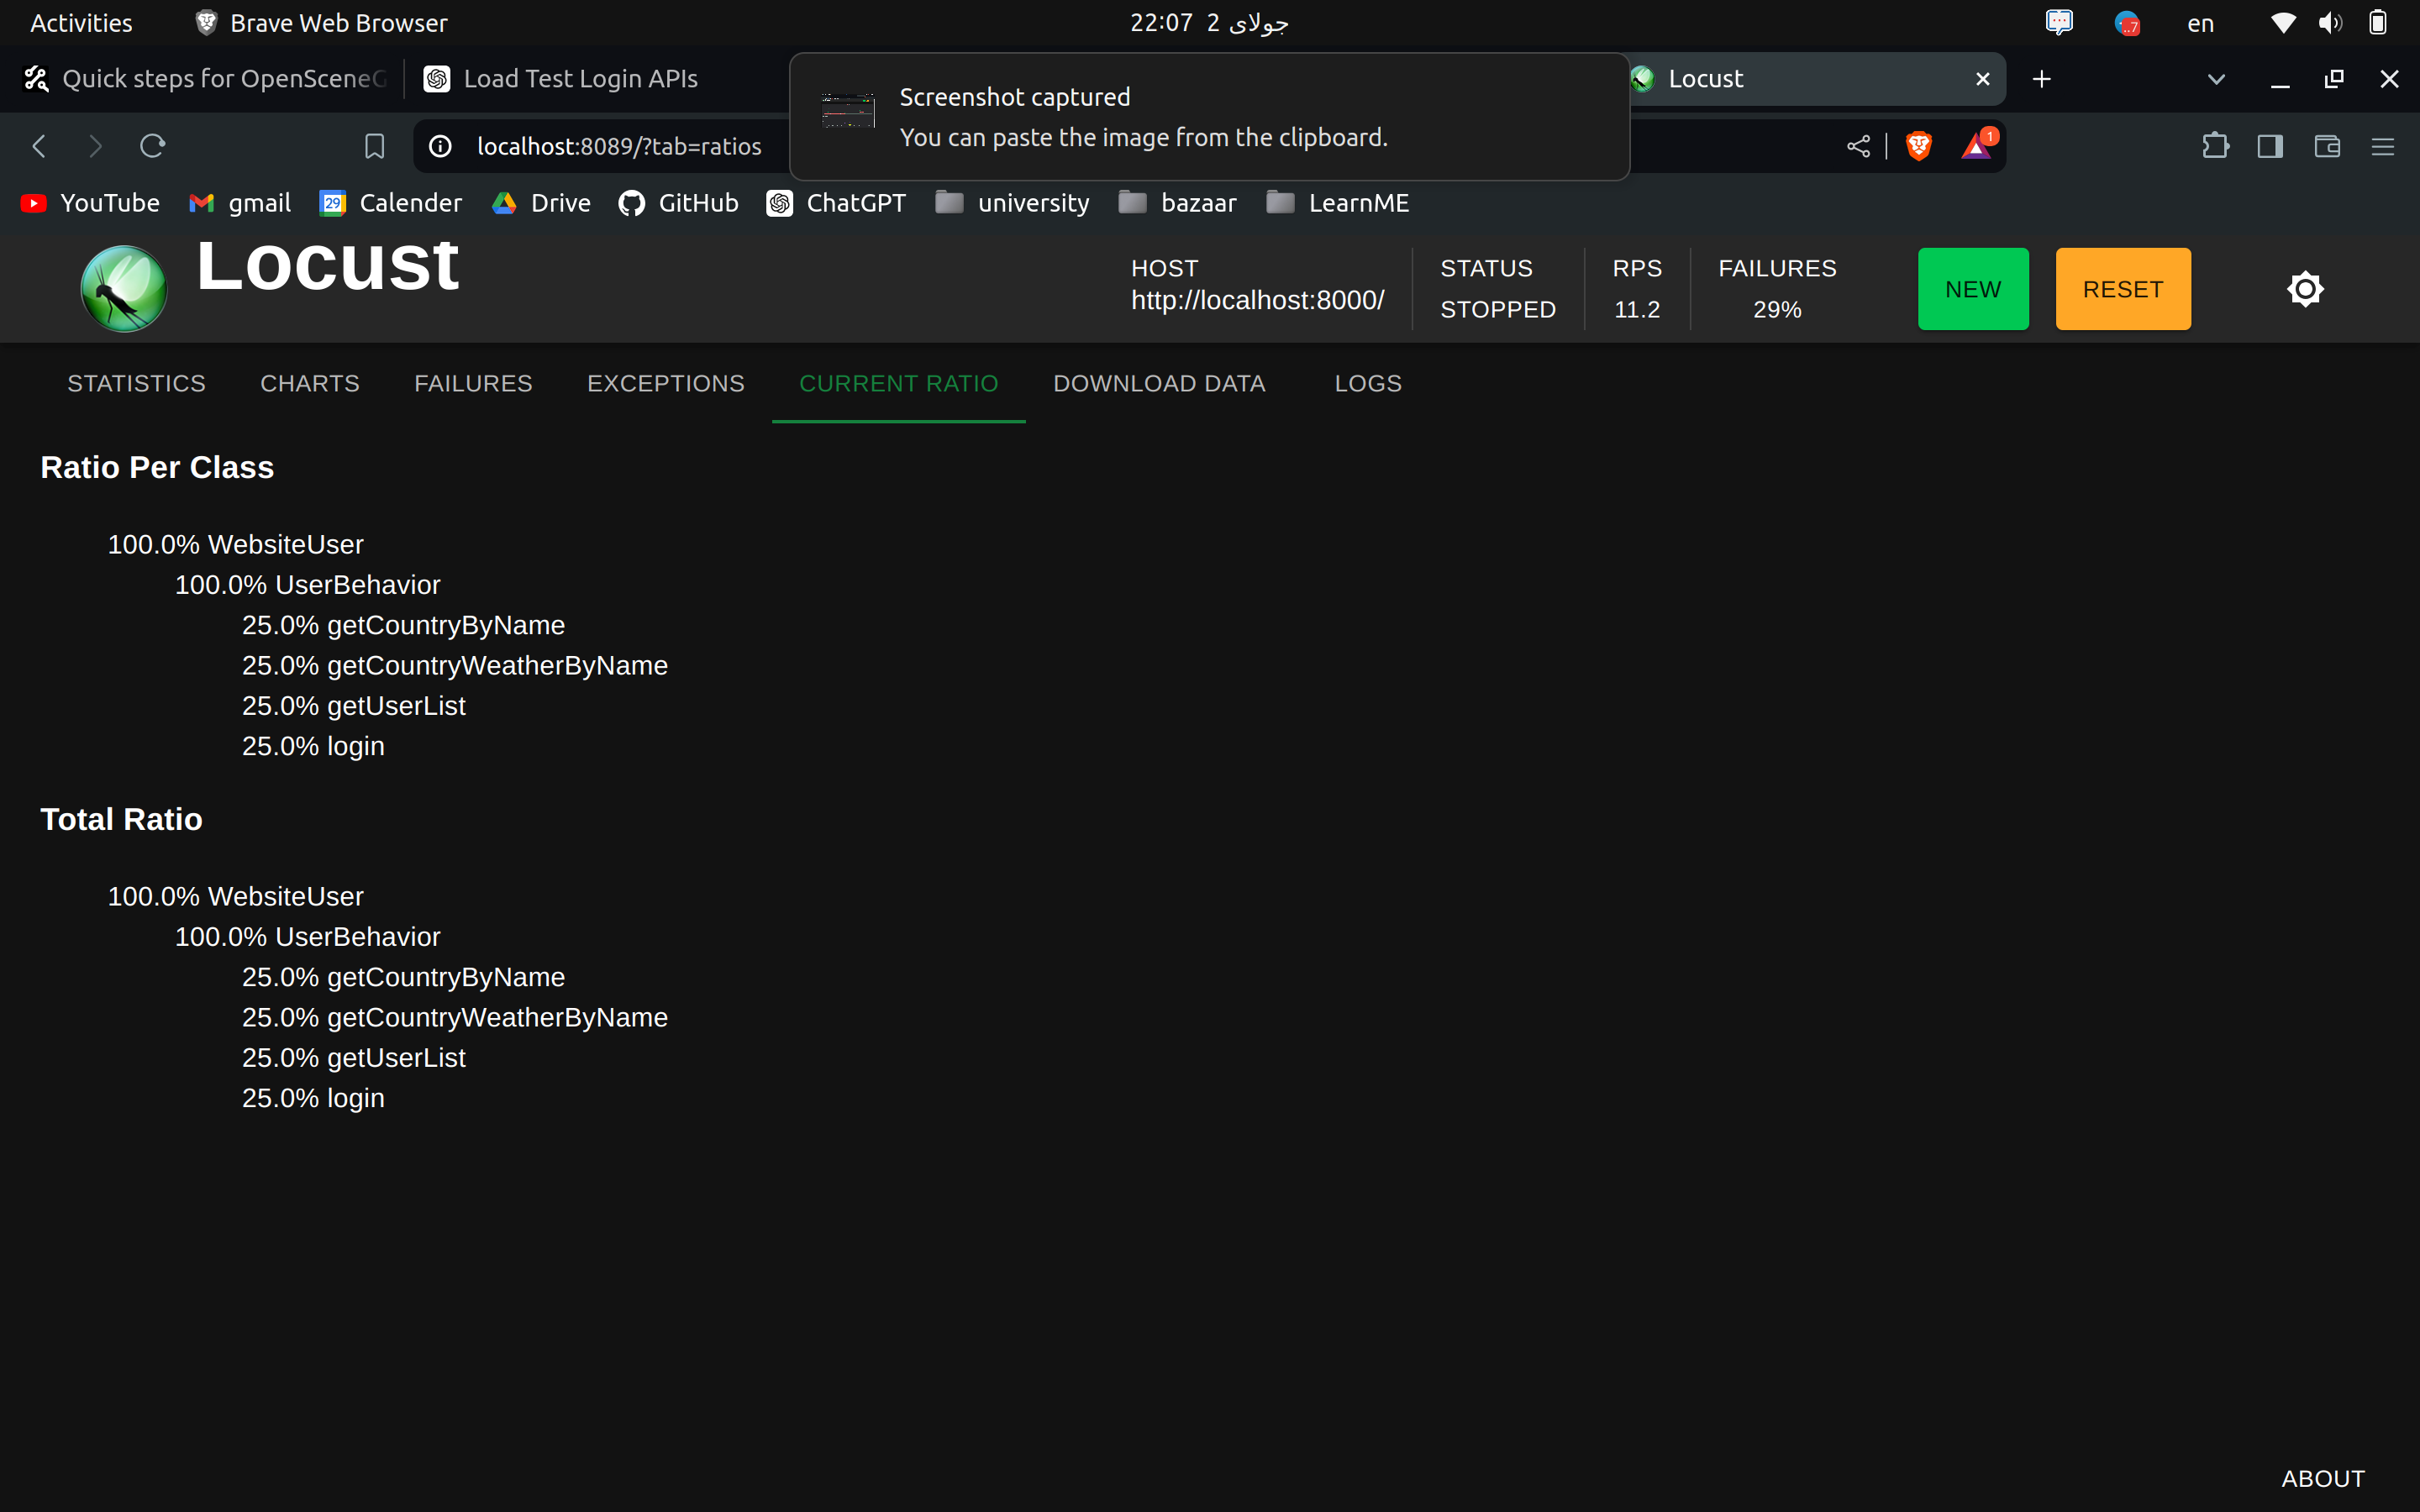 Activities Brave Web Browser 22:07 2 جولای en
Quick steps for OpenScene Load Test Login APIs Locust
Screenshot captured
You can paste the image from the clipboard.
localhost:8089/?tab=ratios 1
YouTube gmail 29 Calender Drive GitHub ChatGPT university bazaar LearnME
Locust
HOST
http://localhost:8000/
STATUS
STOPPED
RPS
11.2
FAILURES
29%
NEW
RESET
STATISTICS CHARTS FAILURES EXCEPTIONS CURRENT RATIO DOWNLOAD DATA LOGS
Ratio Per Class
100.0% WebsiteUser
100.0% UserBehavior
25.0% getCountryByName
25.0% getCountryWeatherByName
25.0% getUserList
25.0% login
Total Ratio
100.0% WebsiteUser
100.0% UserBehavior
25.0% getCountryByName
25.0% getCountryWeatherByName
25.0% getUserList
25.0% login
ABOUT